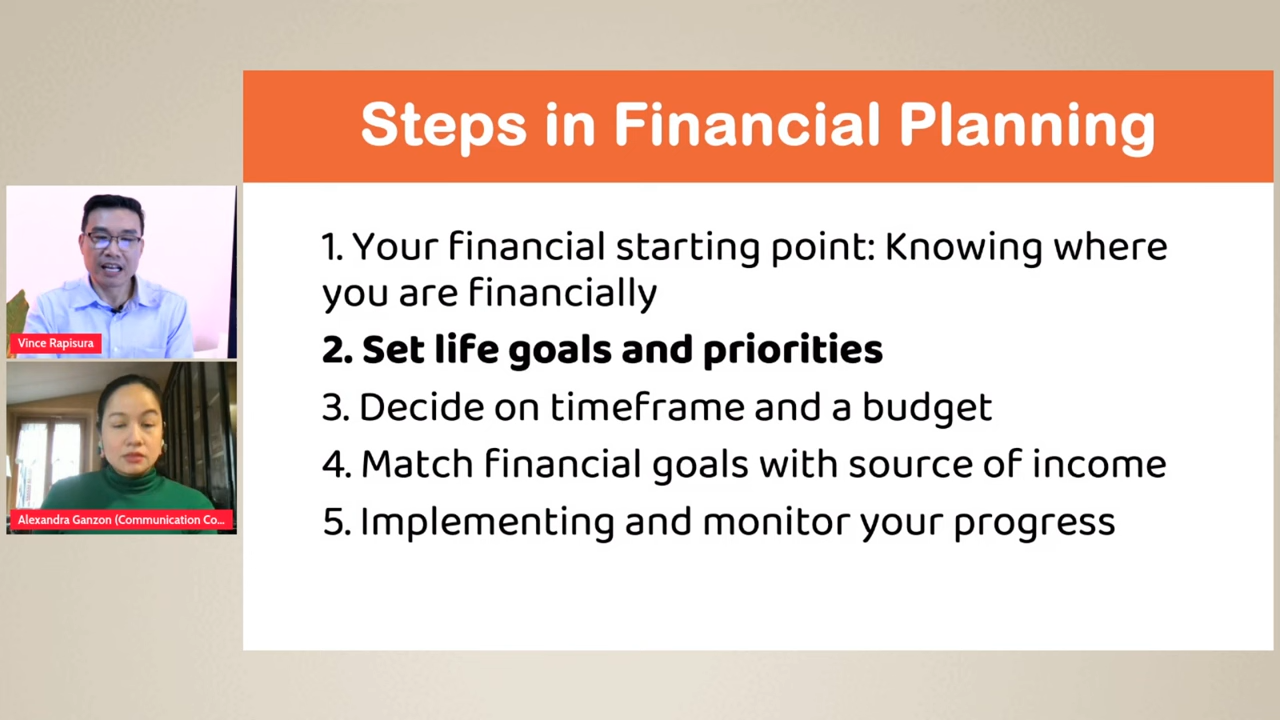 Steps in Financial Planning
1. Your financial starting point: Knowing where
you are financially
2. Set life goals and priorities
3. Decide on timeframe and a budget
4. Match financial goals with source of income
5. Implementing and monitor your progress
Vince Rapisura
Alexandra Ganzon (Communication Co...